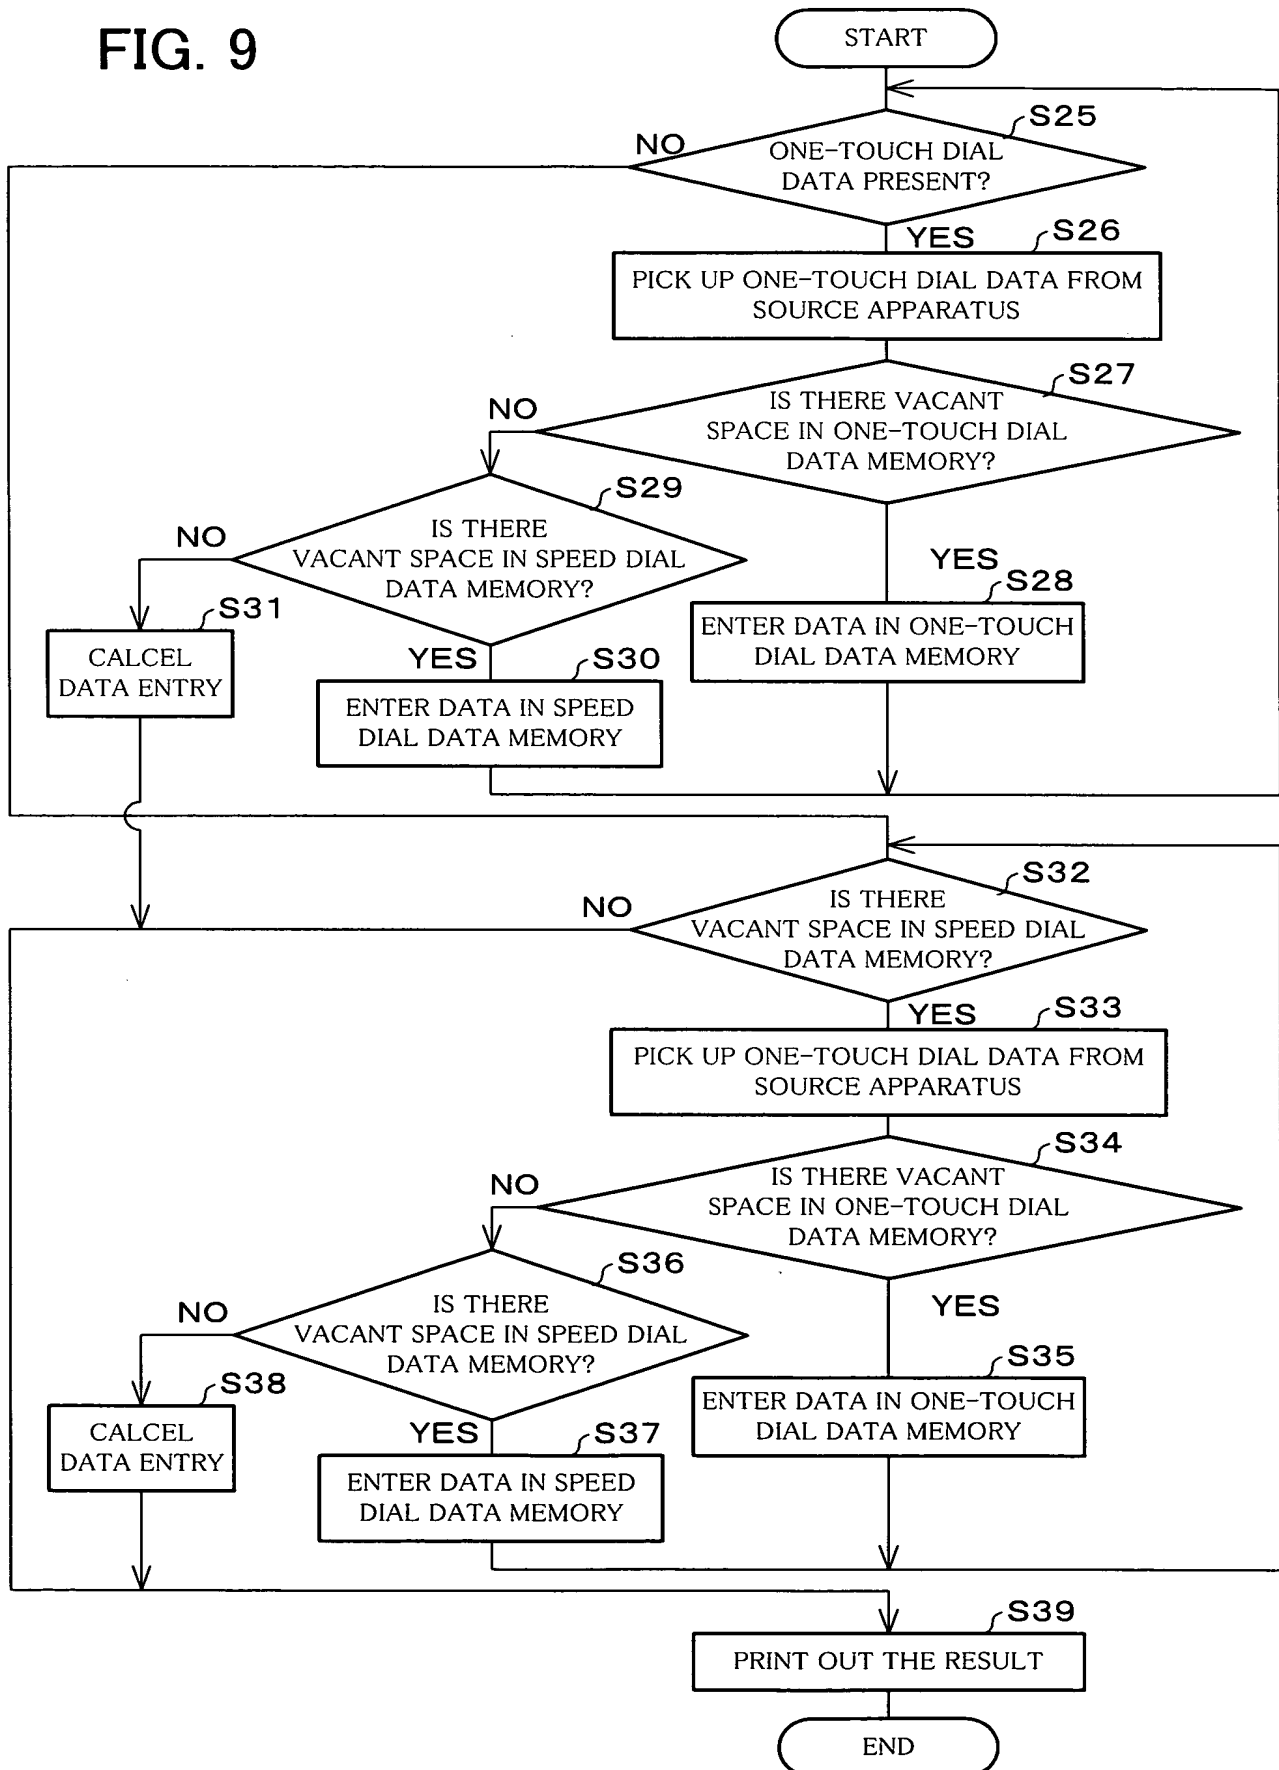 FIG. 9
START
S25
NO
ONE-TOUCH DIAL
DATA PRESENT?
YES
S26
PICK UP ONE-TOUCH DIAL DATA FROM
SOURCE APPARATUS
S27
NO
IS THERE VACANT
SPACE IN ONE-TOUCH DIAL
DATA MEMORY?
S29
NO
IS THERE
VACANT SPACE IN SPEED DIAL
DATA MEMORY?
YES
S28
ENTER DATA IN ONE-TOUCH
DIAL DATA MEMORY
S31
CALCEL
DATA ENTRY
YES
S30
ENTER DATA IN SPEED
DIAL DATA MEMORY
S32
NO
IS THERE
VACANT SPACE IN SPEED DIAL
DATA MEMORY?
YES
S33
PICK UP ONE-TOUCH DIAL DATA FROM
SOURCE APPARATUS
S34
NO
IS THERE VACANT
SPACE IN ONE-TOUCH DIAL
DATA MEMORY?
S36
NO
IS THERE
VACANT SPACE IN SPEED DIAL
DATA MEMORY?
YES
S35
ENTER DATA IN ONE-TOUCH
DIAL DATA MEMORY
S38
CALCEL
DATA ENTRY
YES
S37
ENTER DATA IN SPEED
DIAL DATA MEMORY
S39
PRINT OUT THE RESULT
END